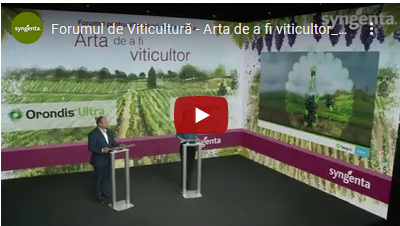 syngenta
Forumul de Viticultură - Arta de a fi viticultor_...
syngenta
Arta de a fi
viticultor
Orondis Ultra
syngenta